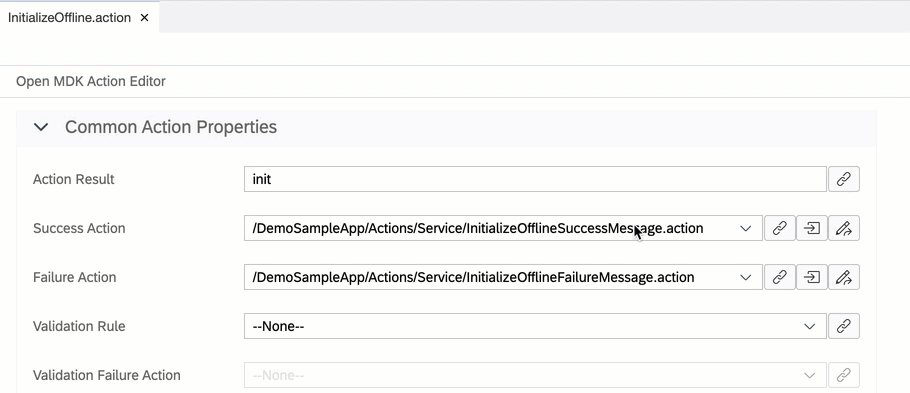 InitializeOffline.action ×
Open MDK Action Editor
Common Action Properties
Action Result init
Success Action /DemoSampleApp/Actions/Service/InitializeOfflineSuccessMessage.action
Failure Action /DemoSampleApp/Actions/Service/InitializeOfflineFailureMessage.action
Validation Rule --None--
Validation Failure Action --None--